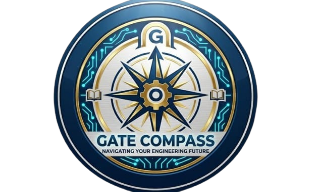 G
GATE COMPASS
NAVIGATING YOUR ENGINEERING FUTURE